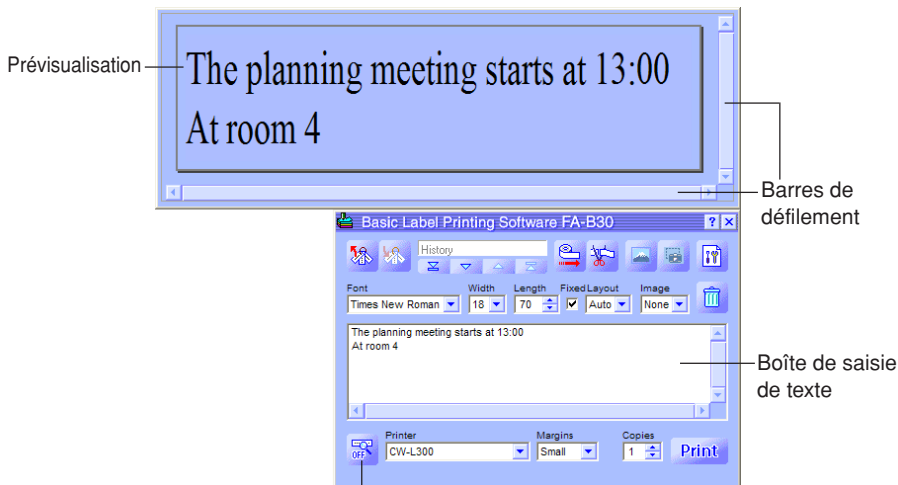 Prévisualisation
The planning meeting starts at 13:00
At room 4
Barres de
défilement
Basic Label Printing Software FA-B30
History
Font Width Length Fixed Layout Image
Times New Roman 18 70 Auto None
The planning meeting starts at 13:00
At room 4
Boîte de saisie
de texte
Printer Margins Copies
OFF CW-L300 Small 1 Print